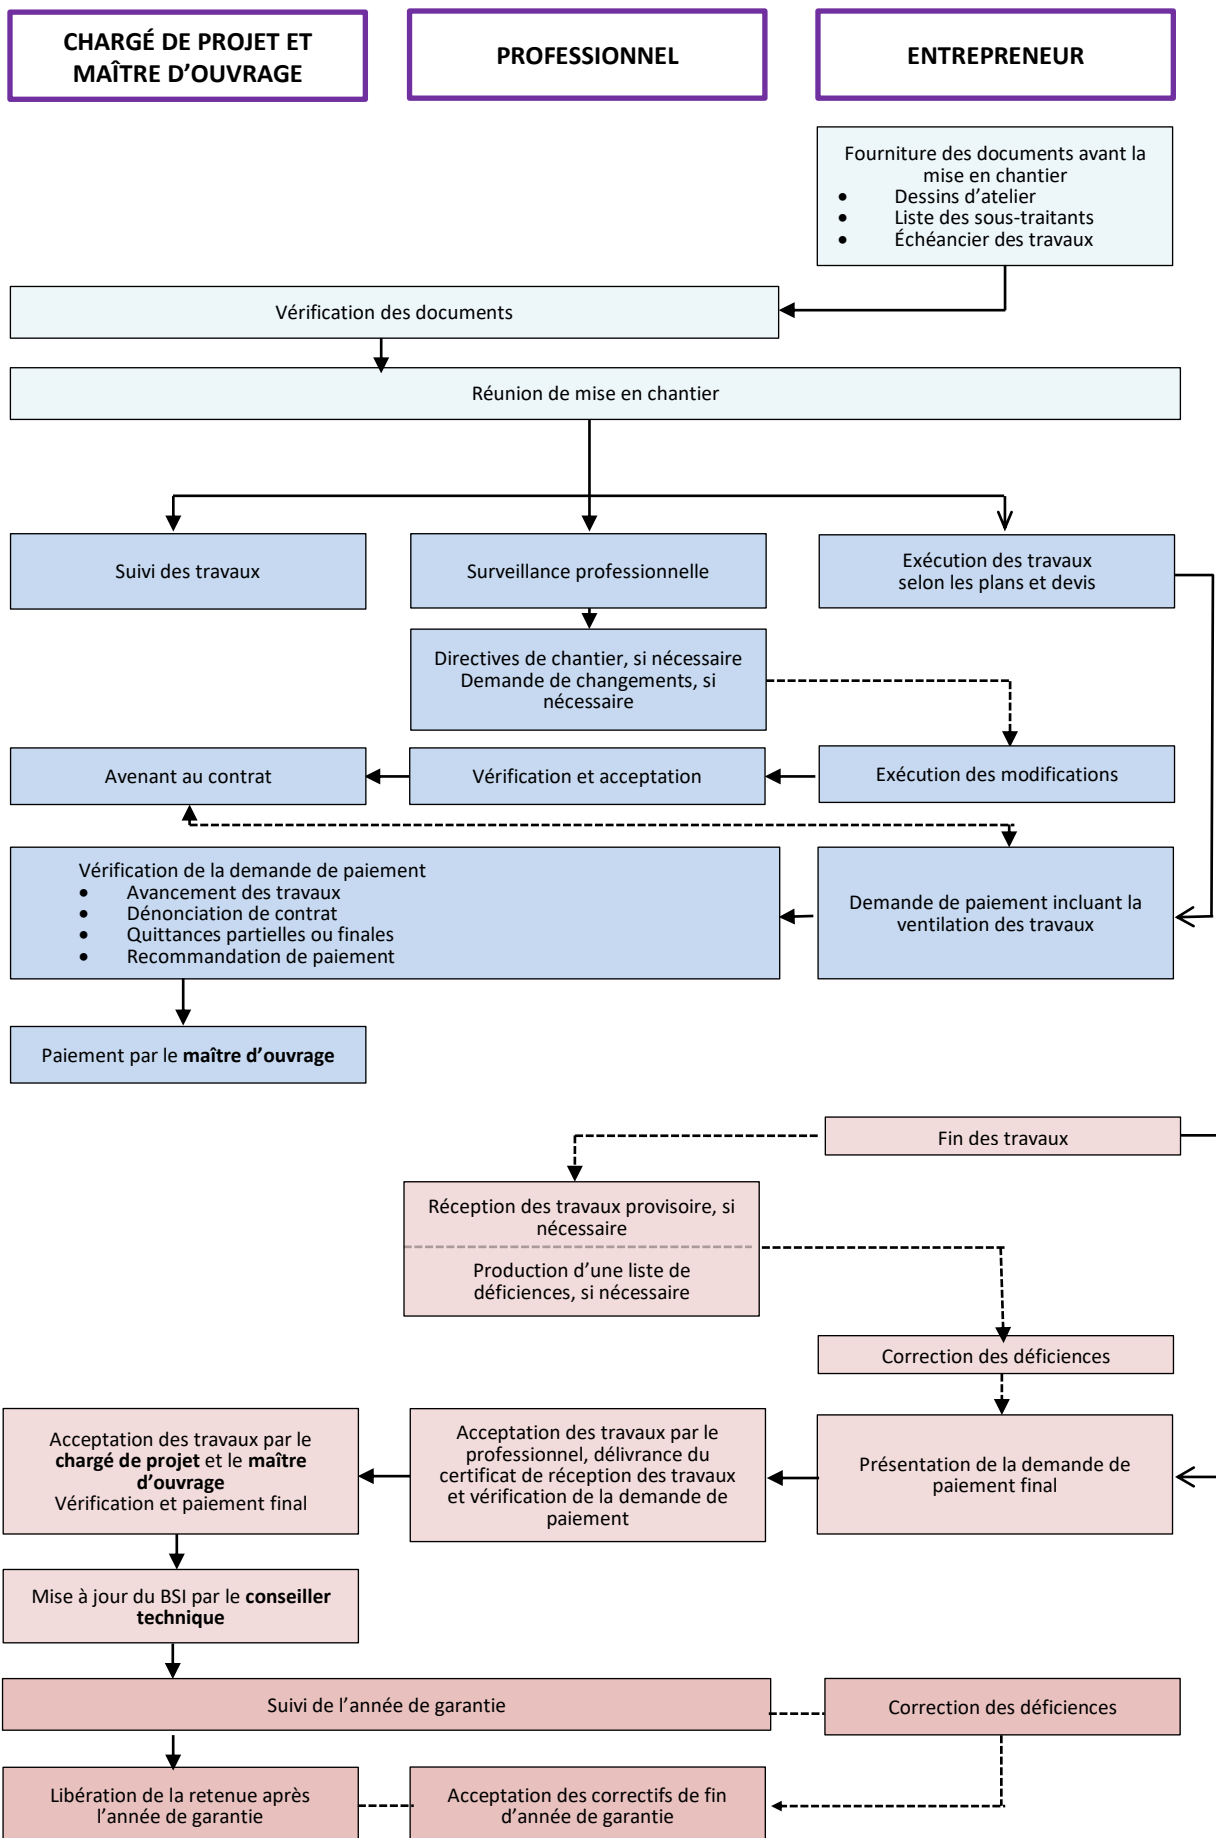 CHARGÉ DE PROJET ET
MAÎTRE D’OUVRAGE
PROFESSIONNEL
ENTREPRENEUR
Fourniture des documents avant la
mise en chantier
• Dessins d’atelier
• Liste des sous-traitants
• Échéancier des travaux
Vérification des documents
Réunion de mise en chantier
Suivi des travaux
Surveillance professionnelle
Exécution des travaux
selon les plans et devis
Directives de chantier, si nécessaire
Demande de changements, si
nécessaire
Avenant au contrat
Vérification et acceptation
Exécution des modifications
Vérification de la demande de paiement
• Avancement des travaux
• Dénonciation de contrat
• Quittances partielles ou finales
• Recommandation de paiement
Demande de paiement incluant la
ventilation des travaux
Paiement par le maître d’ouvrage
Fin des travaux
Réception des travaux provisoire, si
nécessaire
Production d’une liste de
déficiences, si nécessaire
Correction des déficiences
Acceptation des travaux par le
chargé de projet et le maître
d’ouvrage
Vérification et paiement final
Acceptation des travaux par le
professionnel, délivrance du
certificat de réception des travaux
et vérification de la demande de
paiement
Présentation de la demande de
paiement final
Mise à jour du BSI par le conseiller
technique
Suivi de l’année de garantie
Correction des déficiences
Libération de la retenue après
l’année de garantie
Acceptation des correctifs de fin
d’année de garantie